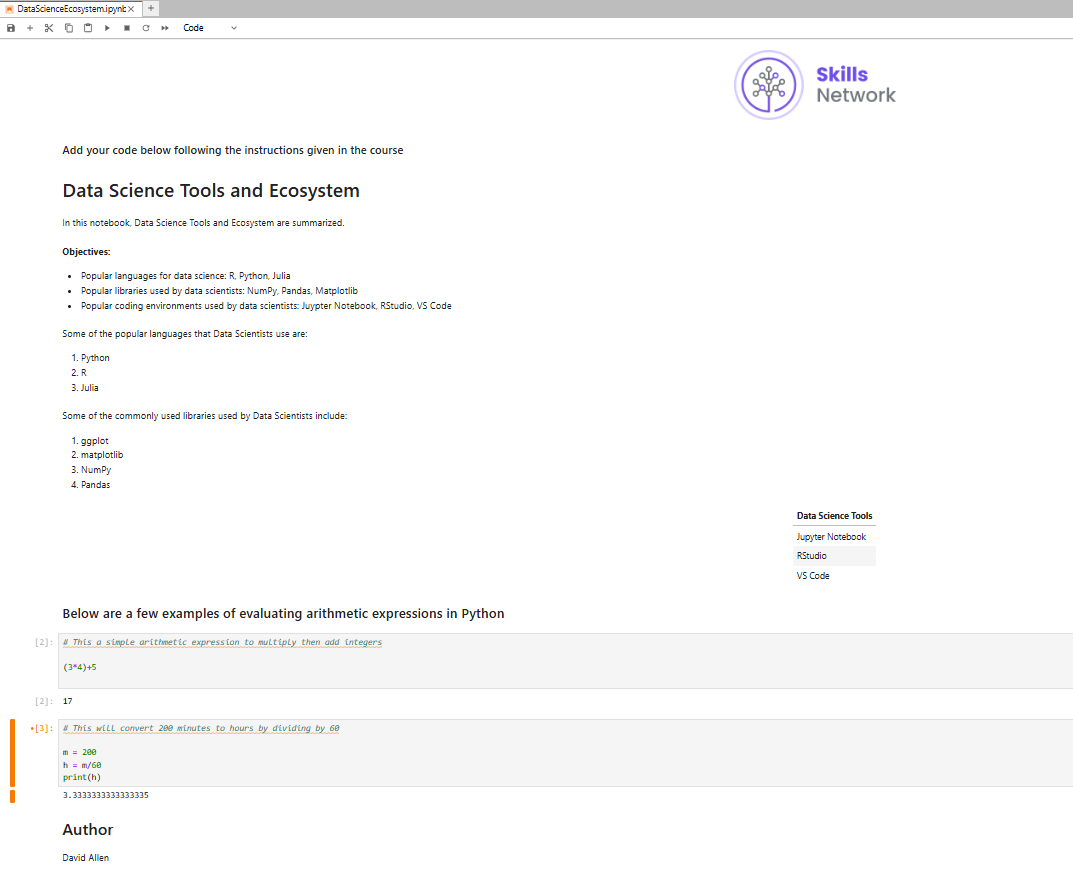 DataScienceEcosystem.ipynb
Code
Skills
Network
Add your code below following the instructions given in the course
Data Science Tools and Ecosystem
In this notebook, Data Science Tools and Ecosystem are summarized.
Objectives:
• Popular languages for data science: R, Python, Julia
• Popular libraries used by data scientists: NumPy, Pandas, Matplotlib
• Popular coding environments used by data scientists: Juypter Notebook, RStudio, VS Code
Some of the popular languages that Data Scientists use are:
1. Python
2. R
3. Julia
Some of the commonly used libraries used by Data Scientists include:
1. ggplot
2. matplotlib
3. NumPy
4. Pandas
Data Science Tools
Jupyter Notebook
RStudio
VS Code
Below are a few examples of evaluating arithmetic expressions in Python
[2]: # This a simple arithmetic expression to multiply then add integers
(3*4)+5
[2]: 17
•[3]: # This will convert 200 minutes to hours by dividing by 60
m = 200
h = m/60
print(h)
3.3333333333333335
Author
David Allen